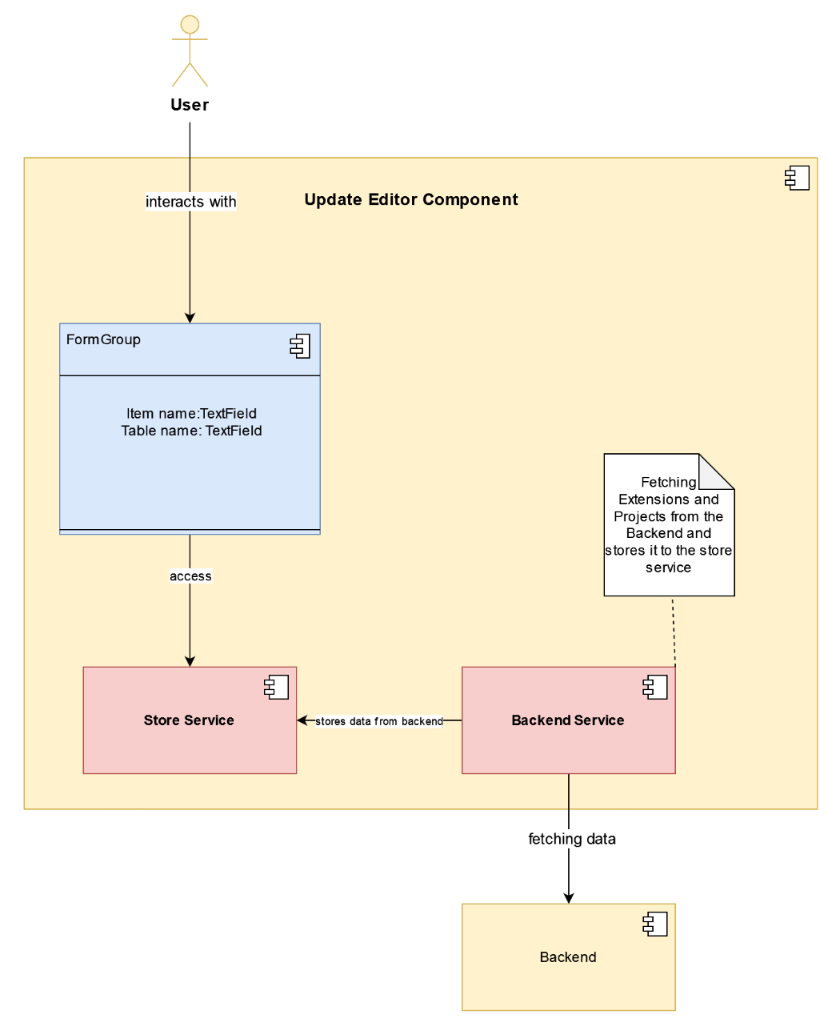 User
interacts with
Update Editor Component
FormGroup
Item name:TextField
Table name: TextField
Fetching
Extensions and
Projects from the
Backend and
stores it to the store
service
access
Store Service
stores data from backend
Backend Service
fetching data
Backend